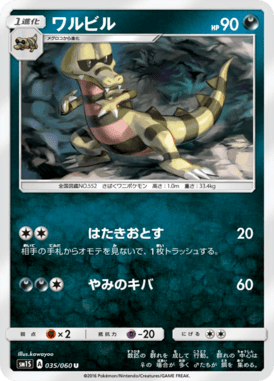 1進化 ワルビル HP 90
メグロコから進化
全国図鑑NO.552 さばくワニポケモン 高さ:1.0m 重さ:33.4kg
はたきおとす 20
相手の手札からオモテを見ないで、1枚トラッシュする。
やみのキバ 60
弱点 ×2 抵抗力 -20 にげる
illus.kawayoo
sm1S A 035/060 U
©2016 Pokémon/Nintendo/Creatures/GAME FREAK.